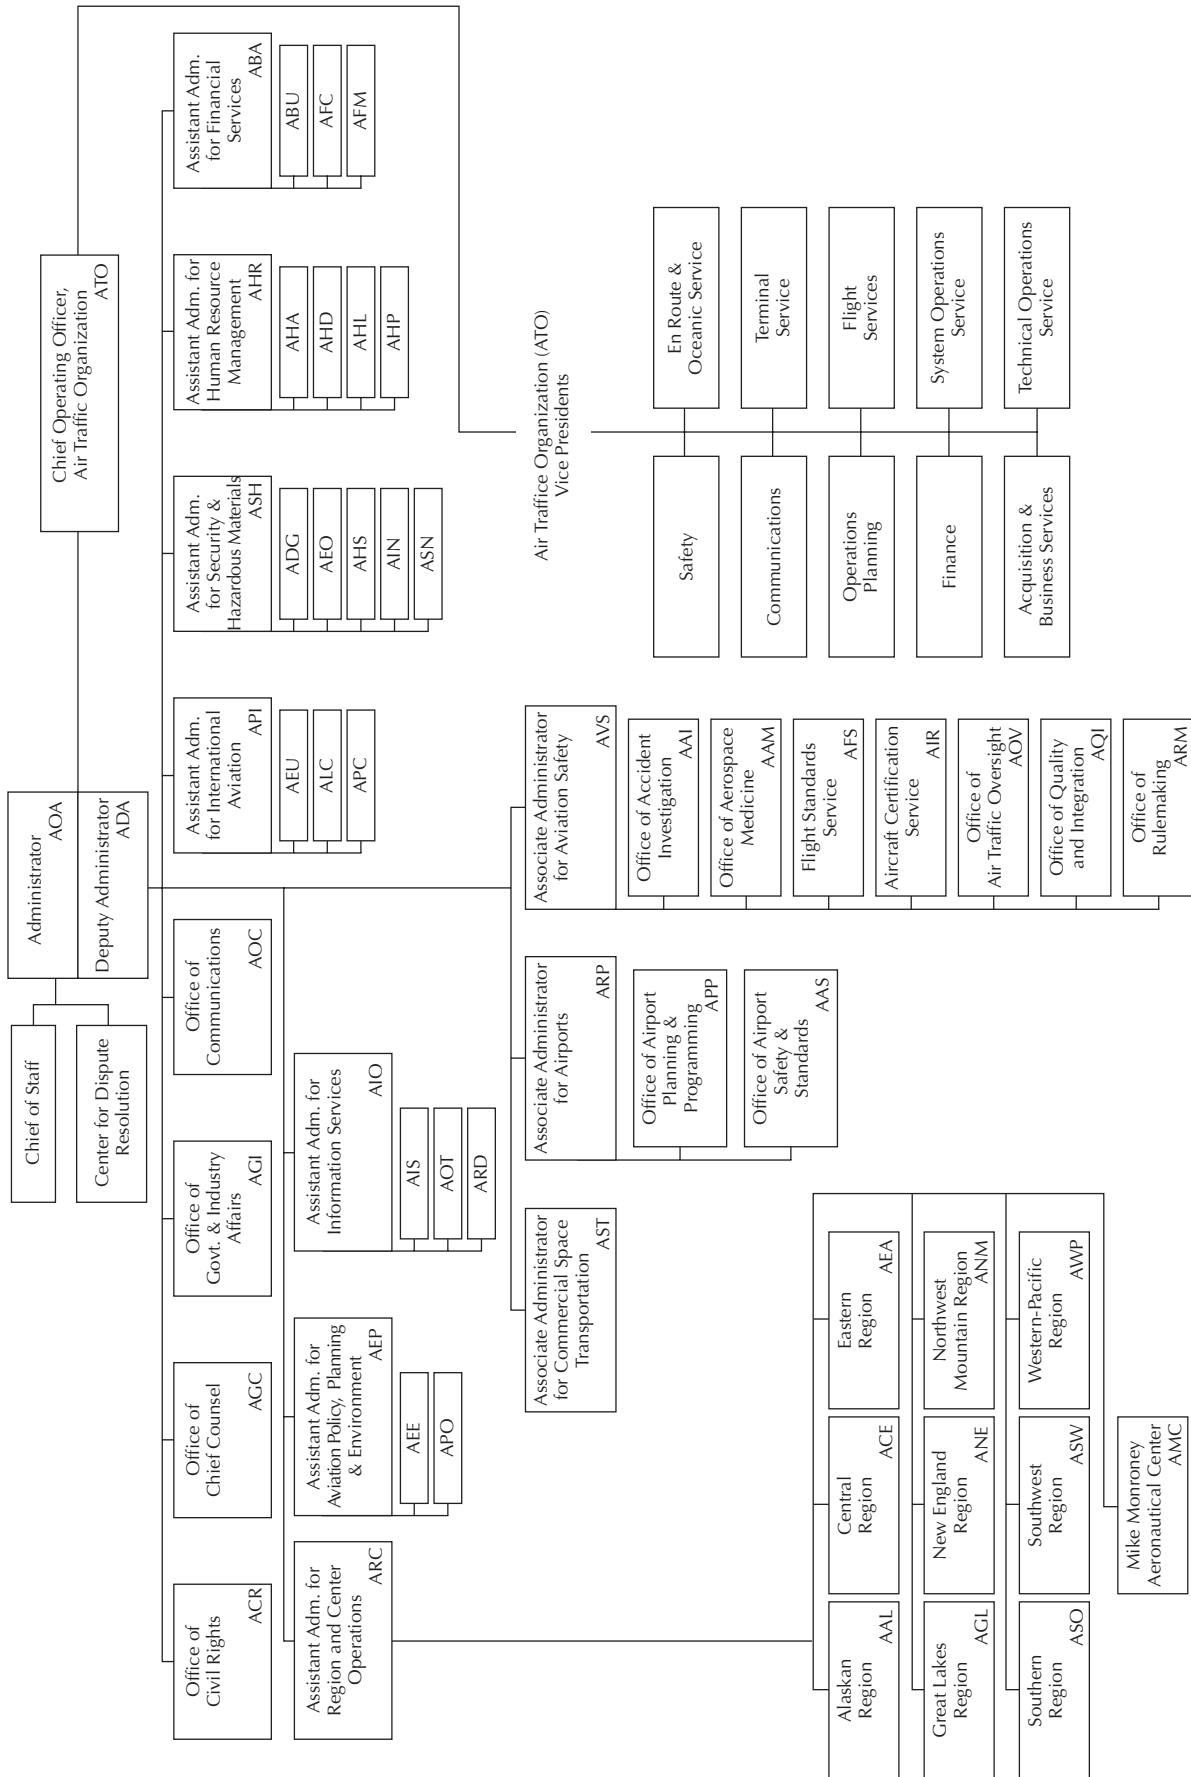 Chief of Staff
Center for Dispute
Resolution
Administrator
AOA
Deputy Administrator
ADA
Chief Operating Officer,
Air Traffic Organization
ATO
Office of
Civil Rights
ACR
Office of
Chief Counsel
AGC
Office of
Govt. & Industry
Affairs
AGI
Office of
Communications
AOC
Assistant Adm.
for International
Aviation
API
AEU
ALC
APC
Assistant Adm.
for Security &
Hazardous Materials
ASH
ADG
AEO
AHS
AIN
ASN
Assistant Adm. for
Human Resource
Management
AHR
AHA
AHD
AHL
AHP
Assistant Adm.
for Financial
Services
ABA
ABU
AFC
AFM
Assistant Adm. for
Region and Center
Operations
ARC
Assistant Adm. for
Aviation Policy, Planning
& Environment
AEP
AEE
APO
Assistant Adm. for
Information Services
AIO
AIS
AOT
ARD
Associate Administrator
for Commercial Space
Transportation
AST
Associate Administrator
for Airports
ARP
Office of Airport
Planning &
Programming
APP
Office of Airport
Safety &
Standards
AAS
Associate Administrator
for Aviation Safety
AVS
Office of Accident
Investigation
AAI
Office of Aerospace
Medicine
AAM
Flight Standards
Service
AFS
Aircraft Certification
Service
AIR
Office of
Air Traffic Oversight
AOV
Office of Quality
and Integration
AQI
Office of
Rulemaking
ARM
Air Traffice Organization (ATO)
Vice Presidents
Safety
En Route &
Oceanic Service
Communications
Terminal
Service
Operations
Planning
Flight
Services
Finance
System Operations
Service
Acquisition &
Business Services
Technical Operations
Service
Alaskan
Region
AAL
Central
Region
ACE
Eastern
Region
AEA
Great Lakes
Region
AGL
New England
Region
ANE
Northwest
Mountain Region
ANM
Southern
Region
ASO
Southwest
Region
ASW
Western-Pacific
Region
AWP
Mike Monroney
Aeronautical Center
AMC